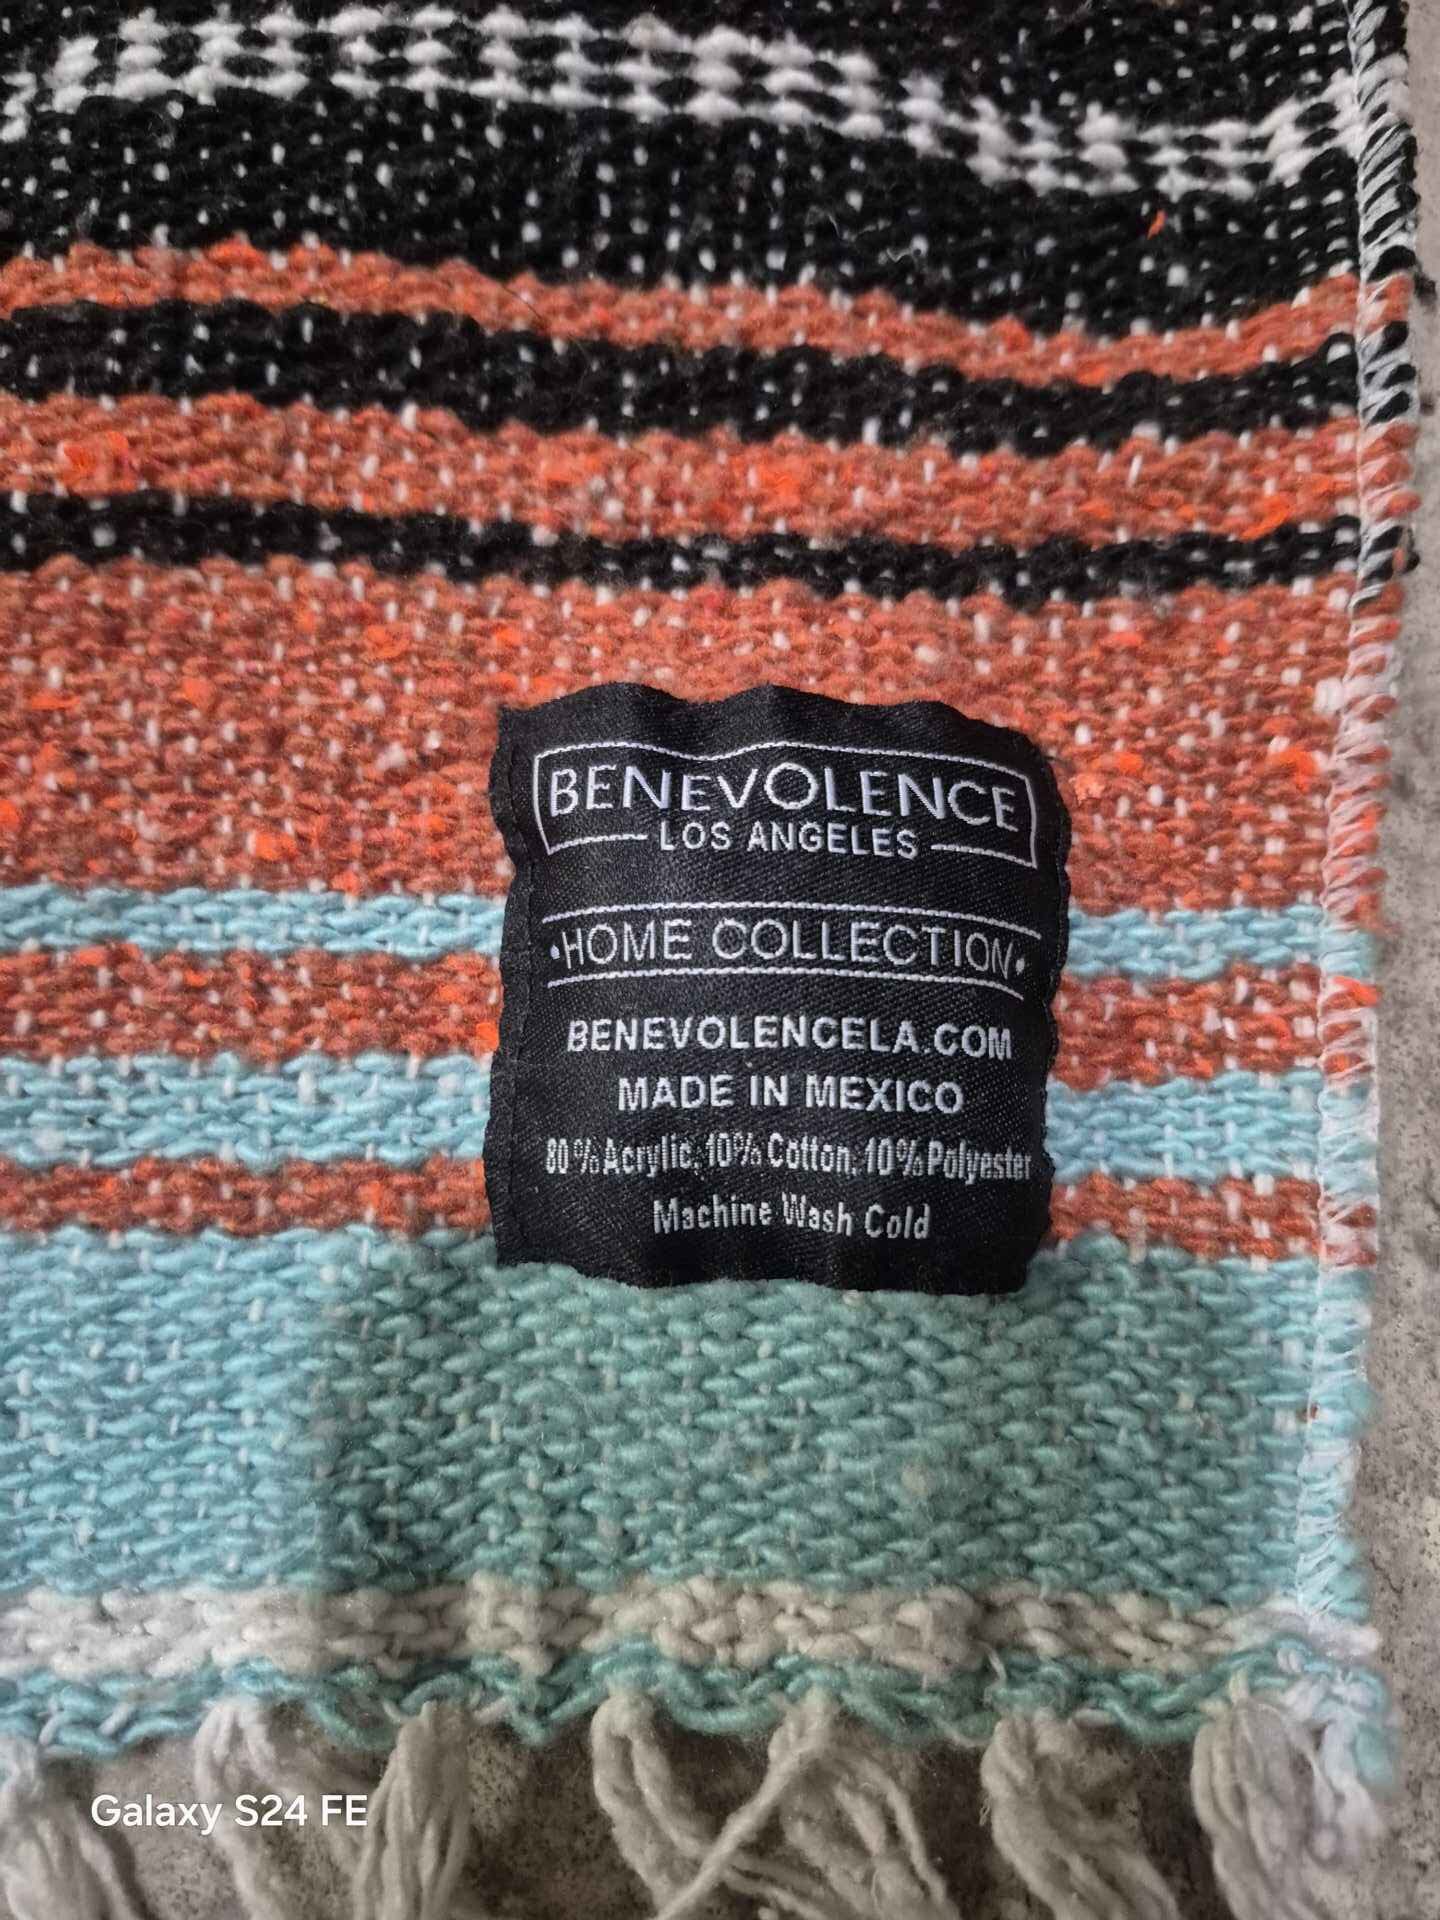 BENEVOLENCE
LOS ANGELES
•HOME COLLECTION•
BENEVOLENCELA.COM
MADE IN MEXICO
80 % Acrylic, 10% Cotton, 10% Polyester
Machine Wash Cold
Galaxy S24 FE